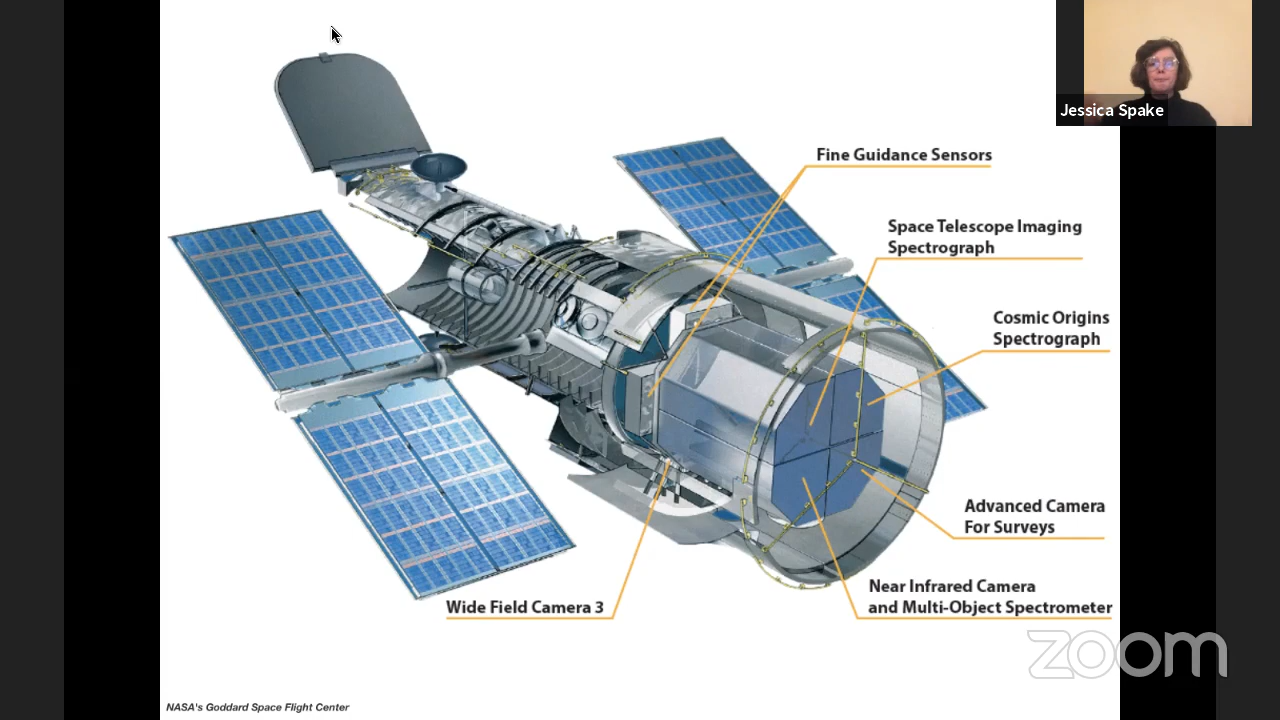 Jessica Spake
Fine Guidance Sensors
Space Telescope Imaging
Spectrograph
Cosmic Origins
Spectrograph
Advanced Camera
For Surveys
Near Infrared Camera
and Multi-Object Spectrometer
Wide Field Camera 3
zoom
NASA's Goddard Space Flight Center